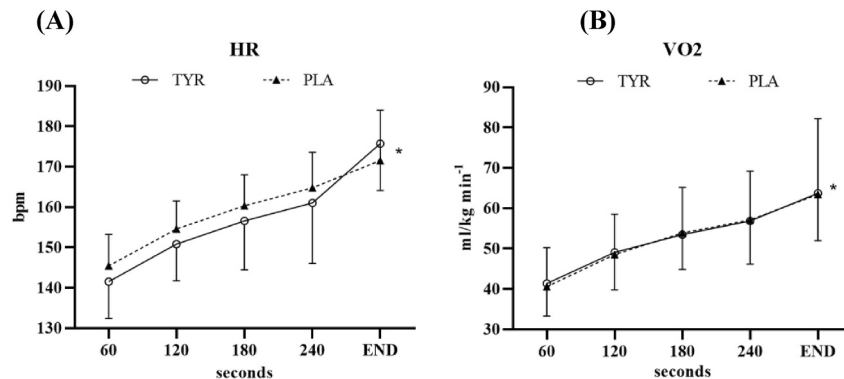 (A)
HR
TYR PLA
190
180
170
160
150
140
130
bpm
*
60 120 180 240 END
seconds
(B)
VO2
TYR PLA
90
80
70
60
50
40
30
ml/kg min⁻¹
*
60 120 180 240 END
seconds